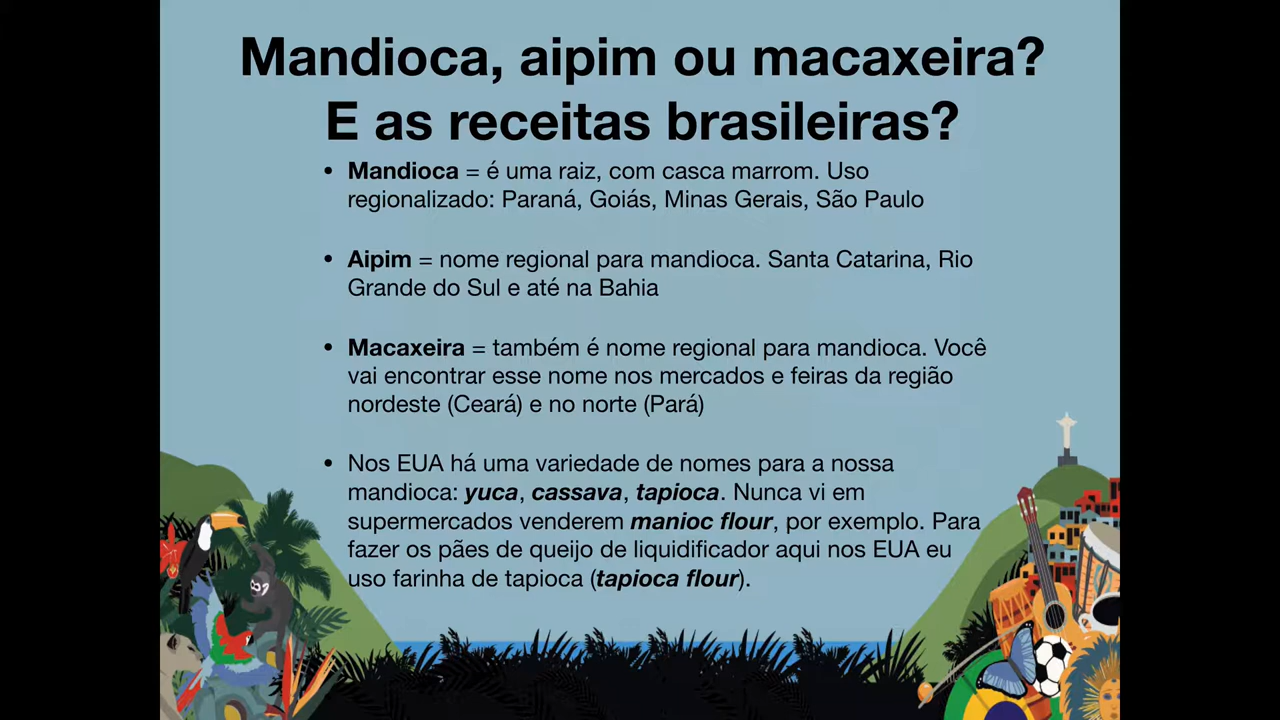 Mandioca, aipim ou macaxeira?
E as receitas brasileiras?
• Mandioca = é uma raiz, com casca marrom. Uso
regionalizado: Paraná, Goiás, Minas Gerais, São Paulo
• Aipim = nome regional para mandioca. Santa Catarina, Rio
Grande do Sul e até na Bahia
• Macaxeira = também é nome regional para mandioca. Você
vai encontrar esse nome nos mercados e feiras da região
nordeste (Ceará) e no norte (Pará)
• Nos EUA há uma variedade de nomes para a nossa
mandioca: yuca, cassava, tapioca. Nunca vi em
supermercados venderem manioc flour, por exemplo. Para
fazer os pães de queijo de liquidificador aqui nos EUA eu
uso farinha de tapioca (tapioca flour).